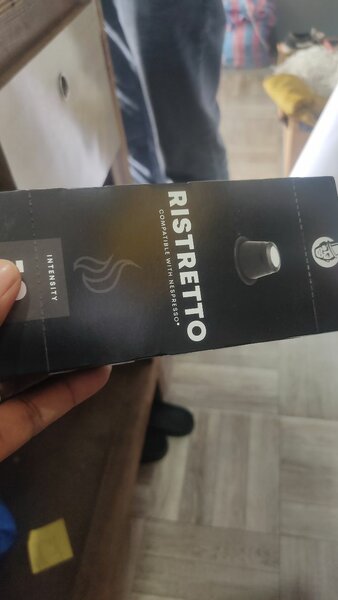 RISTRETTO
COMPATIBLE WITH NESPRESSO*
INTENSITY